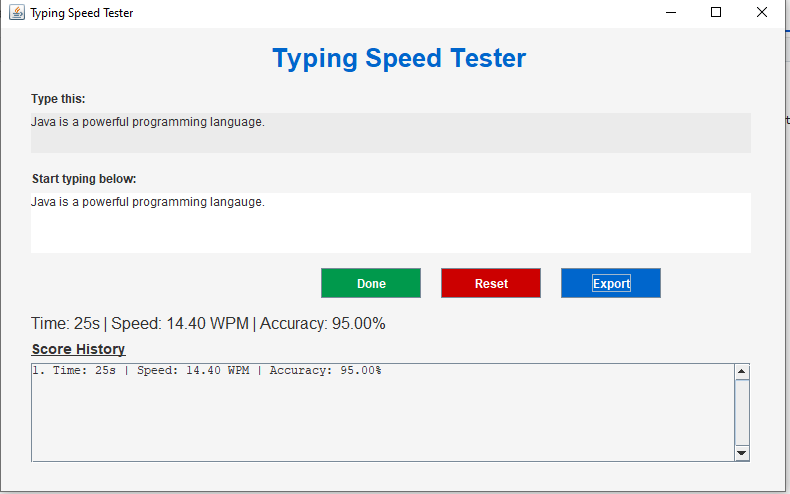 Typing Speed Tester
Typing Speed Tester
Type this:
Java is a powerful programming language.
Start typing below:
Java is a powerful programming langauge.
Done Reset Export
Time: 25s | Speed: 14.40 WPM | Accuracy: 95.00%
Score History
1. Time: 25s | Speed: 14.40 WPM | Accuracy: 95.00%